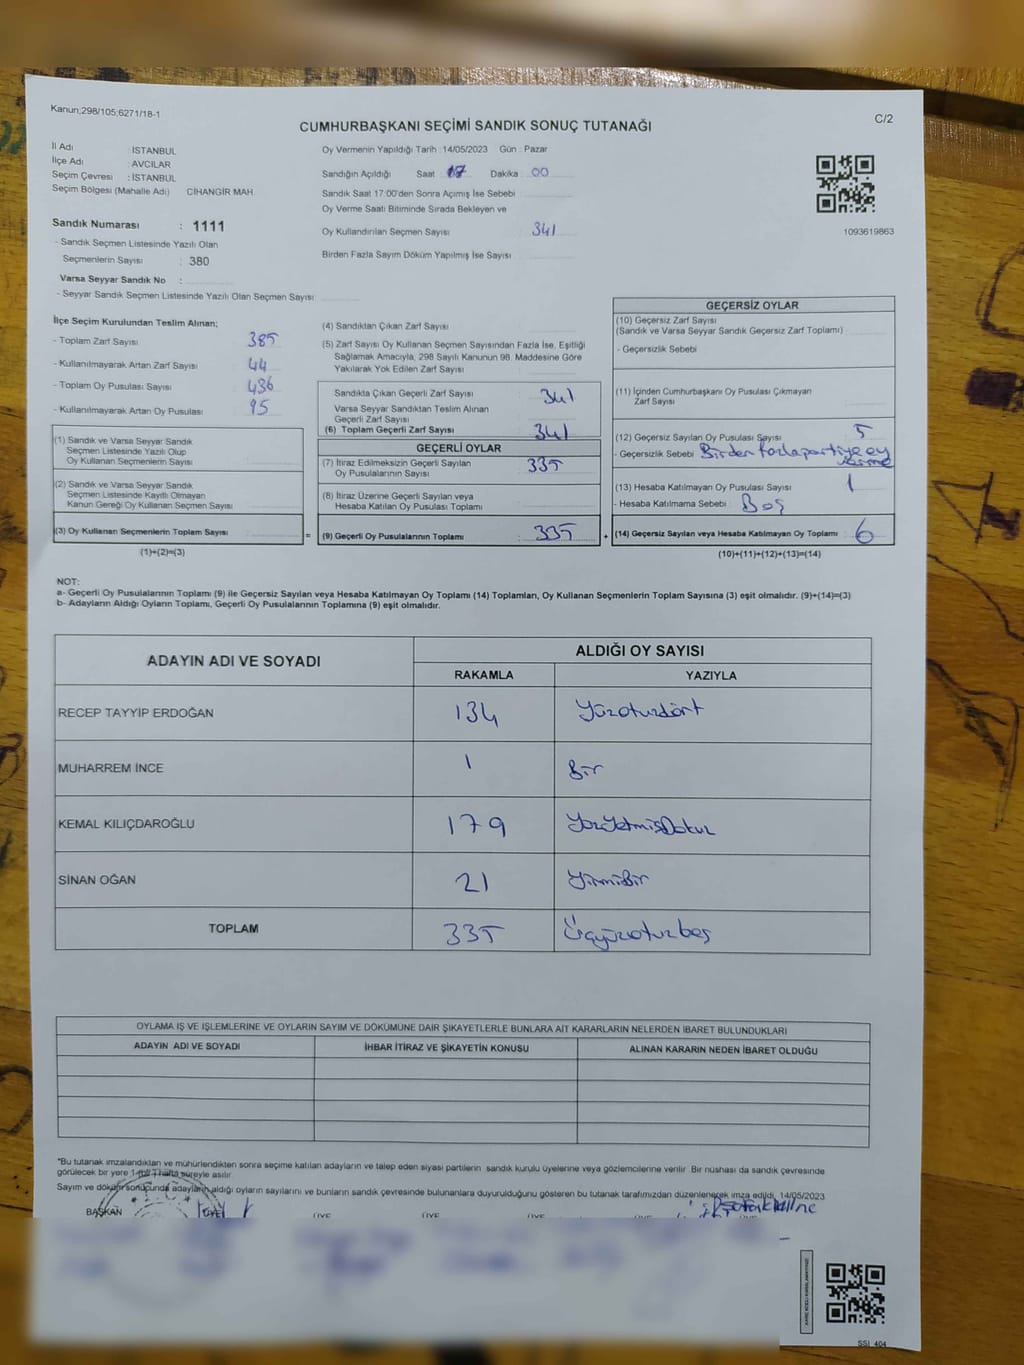 Kanun;298/105;6271/18-1
C/2
CUMHURBAŞKANI SEÇİMİ SANDIK SONUÇ TUTANAĞI
İl Adı : İSTANBUL
İlçe Adı : AVCILAR
Seçim Çevresi : İSTANBUL
Seçim Bölgesi (Mahalle Adı) CİHANGİR MAH.
Oy Vermenin Yapıldığı Tarih : 14/05/2023 Gün : Pazar
Sandığın Açıldığı Saat : 17 Dakika : 00
Sandık Saat 17:00'den Sonra Açımış İse Sebebi :
Oy Verme Saati Bitiminde Sırada Bekleyen ve
Oy Kullandırılan Seçmen Sayısı : 341
Birden Fazla Sayım Döküm Yapılmış İse Sayısı :
1093619863
Sandık Numarası : 1111
- Sandık Seçmen Listesinde Yazılı Olan
Seçmenlerin Sayısı : 380
Varsa Seyyar Sandık No :
- Seyyar Sandık Seçmen Listesinde Yazılı Olan Seçmen Sayısı:
İlçe Seçim Kurulundan Teslim Alınan;
- Toplam Zarf Sayısı : 385
- Kullanılmayarak Artan Zarf Sayısı : 44
- Toplam Oy Pusulası Sayısı : 436
- Kullanılmayarak Artan Oy Pusulası : 95
(1) Sandık ve Varsa Seyyar Sandık
Seçmen Listesinde Yazılı Olup
Oy Kullanan Seçmenlerin Sayısı :
(2) Sandık ve Varsa Seyyar Sandık
Seçmen Listesinde Kayıtlı Olmayan
Kanun Gereği Oy Kullanan Seçmen Sayısı :
(3) Oy Kullanan Seçmenlerin Toplam Sayısı :
(1)+(2)=(3)
=
(4) Sandıktan Çıkan Zarf Sayısı :
(5) Zarf Sayısı Oy Kullanan Seçmen Sayısından Fazla İse, Eşitliği
Sağlamak Amacıyla, 298 Sayılı Kanunun 98. Maddesine Göre
Yakılarak Yok Edilen Zarf Sayısı :
Sandıkta Çıkan Geçerli Zarf Sayısı : 341
Varsa Seyyar Sandıktan Teslim Alınan
Geçerli Zarf Sayısı :
(6) Toplam Geçerli Zarf Sayısı : 341
GEÇERLİ OYLAR
(7) İtiraz Edilmeksizin Geçerli Sayılan : 335
Oy Pusulalarının Sayısı
(8) İtiraz Üzerine Geçerli Sayılan veya
Hesaba Katılan Oy Pusulası Toplamı :
(9) Geçerli Oy Pusulalarının Toplamı : 335
+
GEÇERSİZ OYLAR
(10) Geçersiz Zarf Sayısı
(Sandık ve Varsa Seyyar Sandık Geçersiz Zarf Toplamı) :
- Geçersizlik Sebebi :
(11) İçinden Cumhurbaşkanı Oy Pusulası Çıkmayan
Zarf Sayısı :
(12) Geçersiz Sayılan Oy Pusulası Sayısı : 5
- Geçersizlik Sebebi : Birden fazla partiye oy
verme
(13) Hesaba Katılmayan Oy Pusulası Sayısı : 1
- Hesaba Katılmama Sebebi : Boş
(14) Geçersiz Sayılan veya Hesaba Katılmayan Oy Toplamı : 6
(10)+(11)+(12)+(13)=(14)
NOT:
a- Geçerli Oy Pusulalarının Toplamı (9) ile Geçersiz Sayılan veya Hesaba Katılmayan Oy Toplamı (14) Toplamları, Oy Kullanan Seçmenlerin Toplam Sayısına (3) eşit olmalıdır. (9)+(14)=(3)
b- Adayların Aldığı Oyların Toplamı, Geçerli Oy Pusulalarının Toplamına (9) eşit olmalıdır.
ADAYIN ADI VE SOYADI
ALDIĞI OY SAYISI
RAKAMLA YAZIYLA
RECEP TAYYİP ERDOĞAN 134 Yüzotuzdört
MUHARREM İNCE 1 Bir
KEMAL KILIÇDAROĞLU 179 YüzYetmişDokuz
SİNAN OĞAN 21 YirmiBir
TOPLAM 335 Üçyüzotuzbeş
OYLAMA İŞ VE İŞLEMLERİNE VE OYLARIN SAYIM VE DÖKÜMÜNE DAİR ŞİKAYETLERLE BUNLARA AİT KARARLARIN NELERDEN İBARET BULUNDUKLARI
ADAYIN ADI VE SOYADI İHBAR İTİRAZ VE ŞİKAYETİN KONUSU ALINAN KARARIN NEDEN İBARET OLDUĞU
*Bu tutanak imzalandıktan ve mühürlendikten sonra seçime katılan adayların ve talep eden siyasi partilerin sandık kurulu üyelerine veya gözlemcilerine verilir. Bir nüshası da sandık çevresinde
görülecek bir yere 1 hafta süreyle asılır.
Sayım ve döküm sonucunda adayların aldığı oyların sayılarını ve bunların sandık çevresinde bulunanlara duyurulduğunu gösteren bu tutanak tarafımızdan düzenlenerek imza edildi. 14/05/2023
BAŞKAN ÜYE ÜYE ÜYE ÜYE
SSI_404